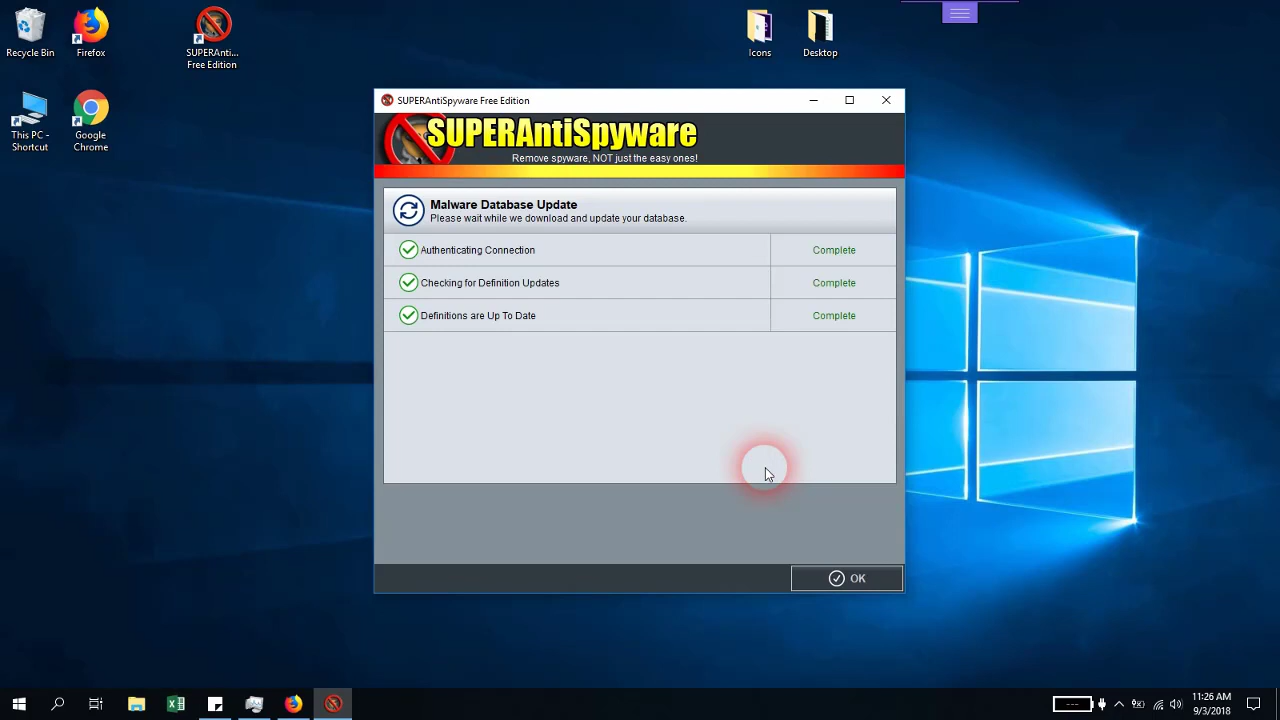 Recycle Bin
Firefox
SUPERAnti...
Free Edition
Icons
Desktop
This PC -
Shortcut
Google
Chrome
SUPERAntiSpyware Free Edition
SUPERAntiSpyware
Remove spyware, NOT just the easy ones!
Malware Database Update
Please wait while we download and update your database.
Authenticating Connection
Complete
Checking for Definition Updates
Complete
Definitions are Up To Date
Complete
OK
11:26 AM
9/3/2018